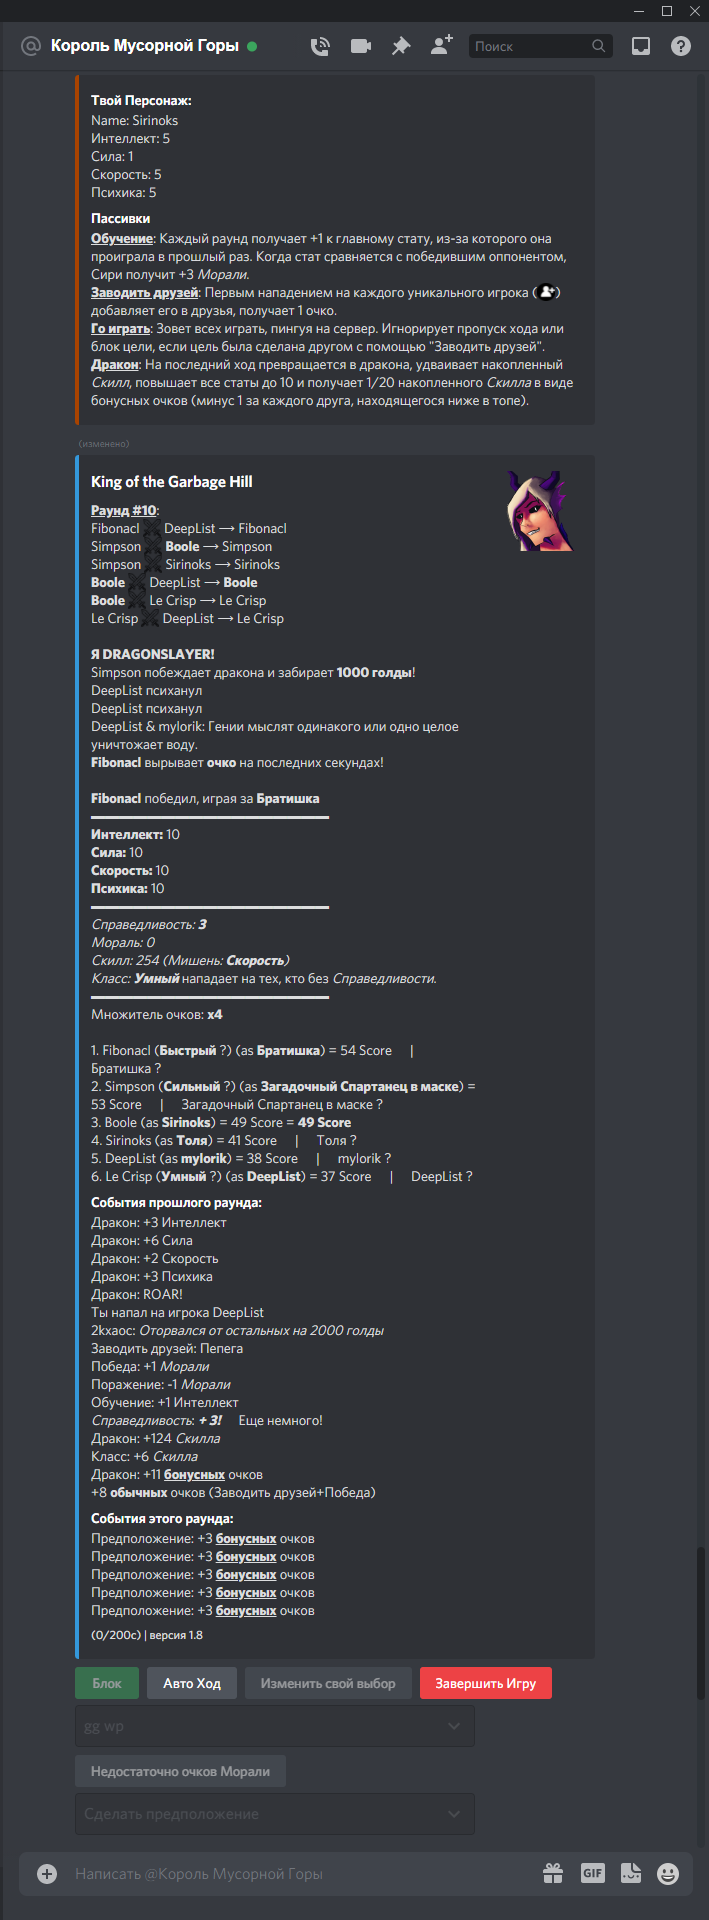 Король Мусорной Горы
Поиск
Твой Персонаж:
Name: Sirinoks
Интеллект: 5
Сила: 1
Скорость: 5
Психика: 5
Пассивки
Обучение: Каждый раунд получает +1 к главному стату, из-за которого она
проиграла в прошлый раз. Когда стат сравняется с победившим оппонентом,
Сири получит +3 Морали.
Заводить друзей: Первым нападением на каждого уникального игрока ( )
добавляет его в друзья, получает 1 очко.
Го играть: Зовет всех играть, пингуя на сервер. Игнорирует пропуск хода или
блок цели, если цель была сделана другом с помощью "Заводить друзей".
Дракон: На последний ход превращается в дракона, удваивает накопленный
Скилл, повышает все статы до 10 и получает 1/20 накопленного Скилла в виде
бонусных очков (минус 1 за каждого друга, находящегося ниже в топе).
(изменено)
King of the Garbage Hill
Раунд #10:
Fibonacl DeepList ⟶ Fibonacl
Simpson Boole ⟶ Simpson
Simpson Sirinoks ⟶ Sirinoks
Boole DeepList ⟶ Boole
Boole Le Crisp ⟶ Le Crisp
Le Crisp DeepList ⟶ Le Crisp
Я DRAGONSLAYER!
Simpson побеждает дракона и забирает 1000 голды!
DeepList психанул
DeepList психанул
DeepList & mylorik: Гении мыслят одинакого или одно целое
уничтожает воду.
Fibonacl вырывает очко на последних секундах!
Fibonacl победил, играя за Братишка
Интеллект: 10
Сила: 10
Скорость: 10
Психика: 10
Справедливость: 3
Мораль: 0
Скилл: 254 (Мишень: Скорость)
Класс: Умный нападает на тех, кто без Справедливости.
Множитель очков: x4
1. Fibonacl (Быстрый ?) (as Братишка) = 54 Score |
Братишка ?
2. Simpson (Сильный ?) (as Загадочный Спартанец в маске) =
53 Score | Загадочный Спартанец в маске ?
3. Boole (as Sirinoks) = 49 Score = 49 Score
4. Sirinoks (as Толя) = 41 Score | Толя ?
5. DeepList (as mylorik) = 38 Score | mylorik ?
6. Le Crisp (Умный ?) (as DeepList) = 37 Score | DeepList ?
События прошлого раунда:
Дракон: +3 Интеллект
Дракон: +6 Сила
Дракон: +2 Скорость
Дракон: +3 Психика
Дракон: ROAR!
Ты напал на игрока DeepList
2kxaoc: Оторвался от остальных на 2000 голды
Заводить друзей: Пепега
Победа: +1 Морали
Поражение: -1 Морали
Обучение: +1 Интеллект
Справедливость: + 3! Еще немного!
Дракон: +124 Скилла
Класс: +6 Скилла
Дракон: +11 бонусных очков
+8 обычных очков (Заводить друзей+Победа)
События этого раунда:
Предположение: +3 бонусных очков
Предположение: +3 бонусных очков
Предположение: +3 бонусных очков
Предположение: +3 бонусных очков
Предположение: +3 бонусных очков
(0/200с) | версия 1.8
Блок Авто Ход Изменить свой выбор Завершить Игру
gg wp
Недостаточно очков Морали
Сделать предположение
Написать @Король Мусорной Горы
GIF